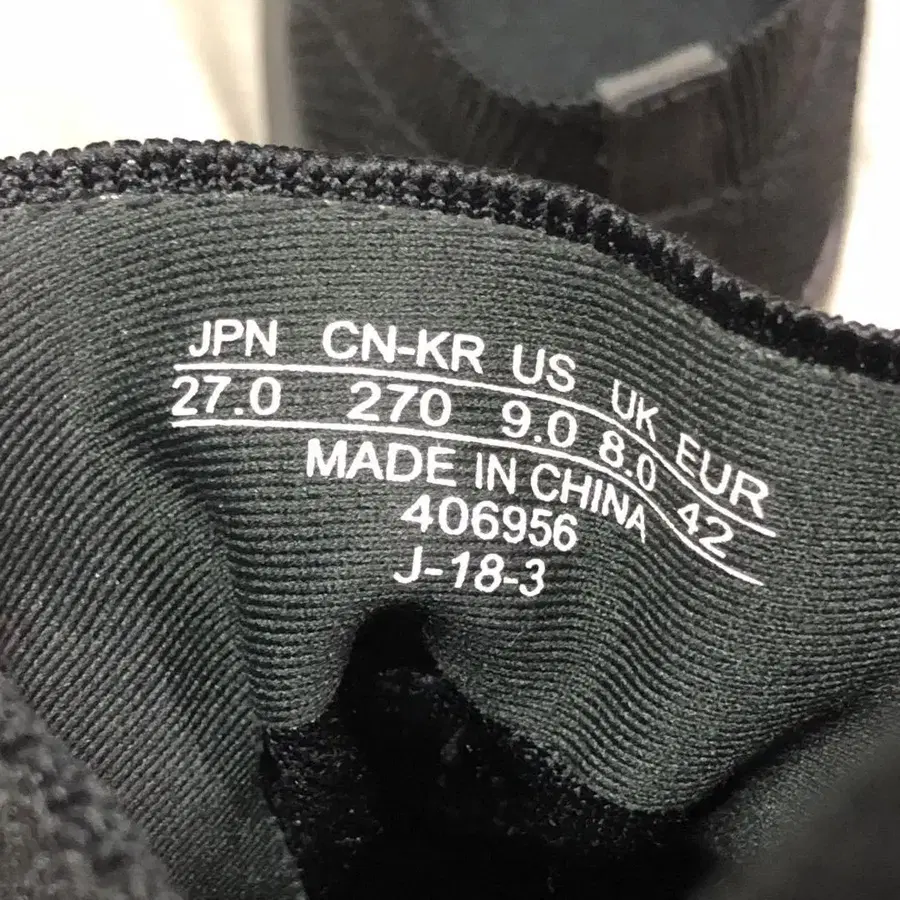 JPN CN-KR US UK EUR
27.0 270 9.0 8.0 42
MADE IN CHINA
406956
J-18-3